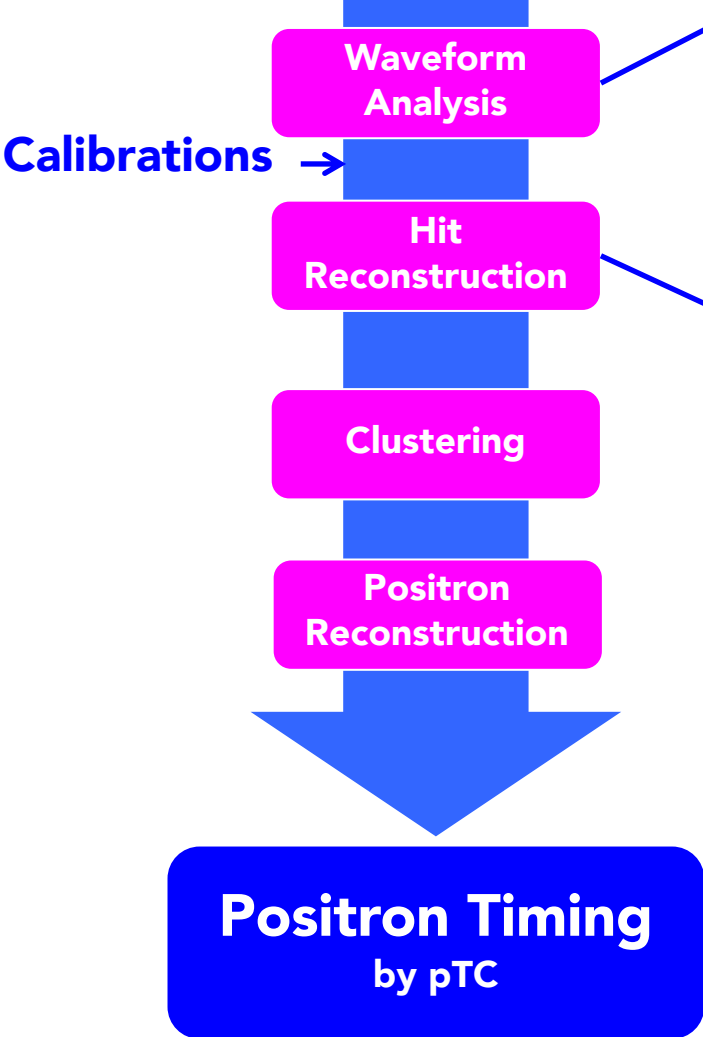 Waveform
Analysis
Calibrations
Hit
Reconstruction
Clustering
Positron
Reconstruction
Positron Timing
by pTC